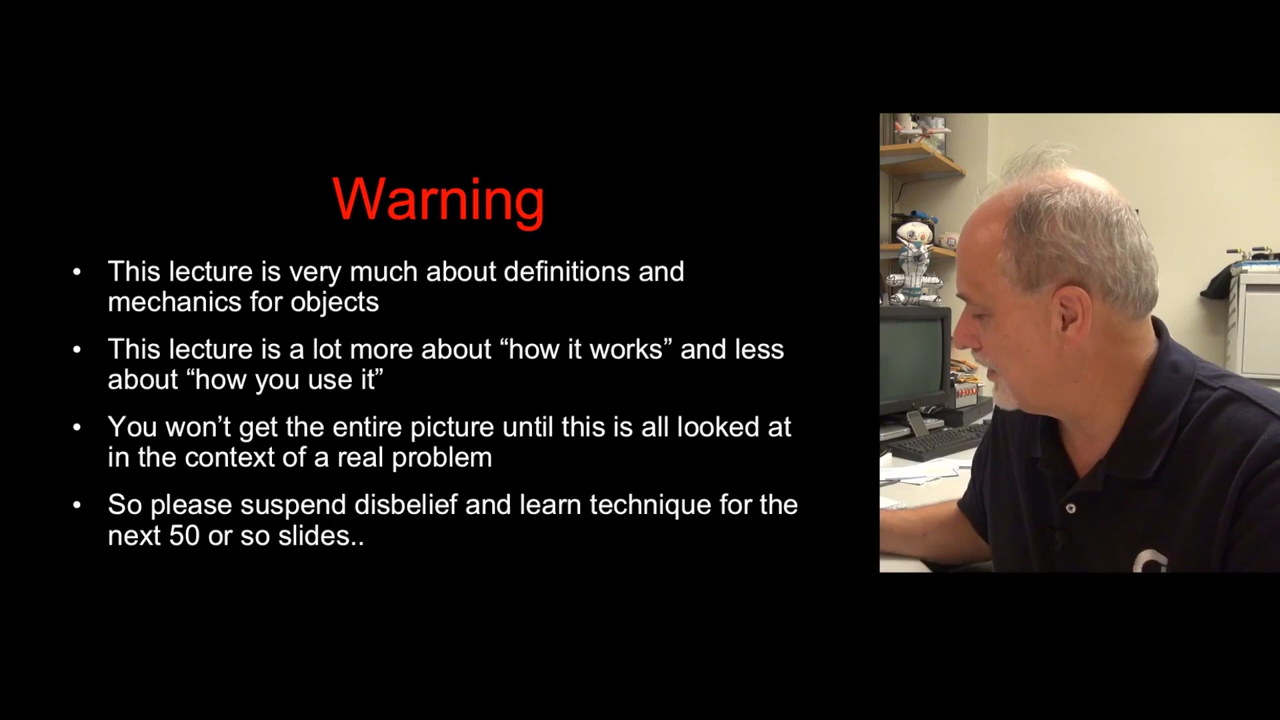 Warning
• This lecture is very much about definitions and
mechanics for objects
• This lecture is a lot more about “how it works” and less
about “how you use it”
• You won’t get the entire picture until this is all looked at
in the context of a real problem
• So please suspend disbelief and learn technique for the
next 50 or so slides..